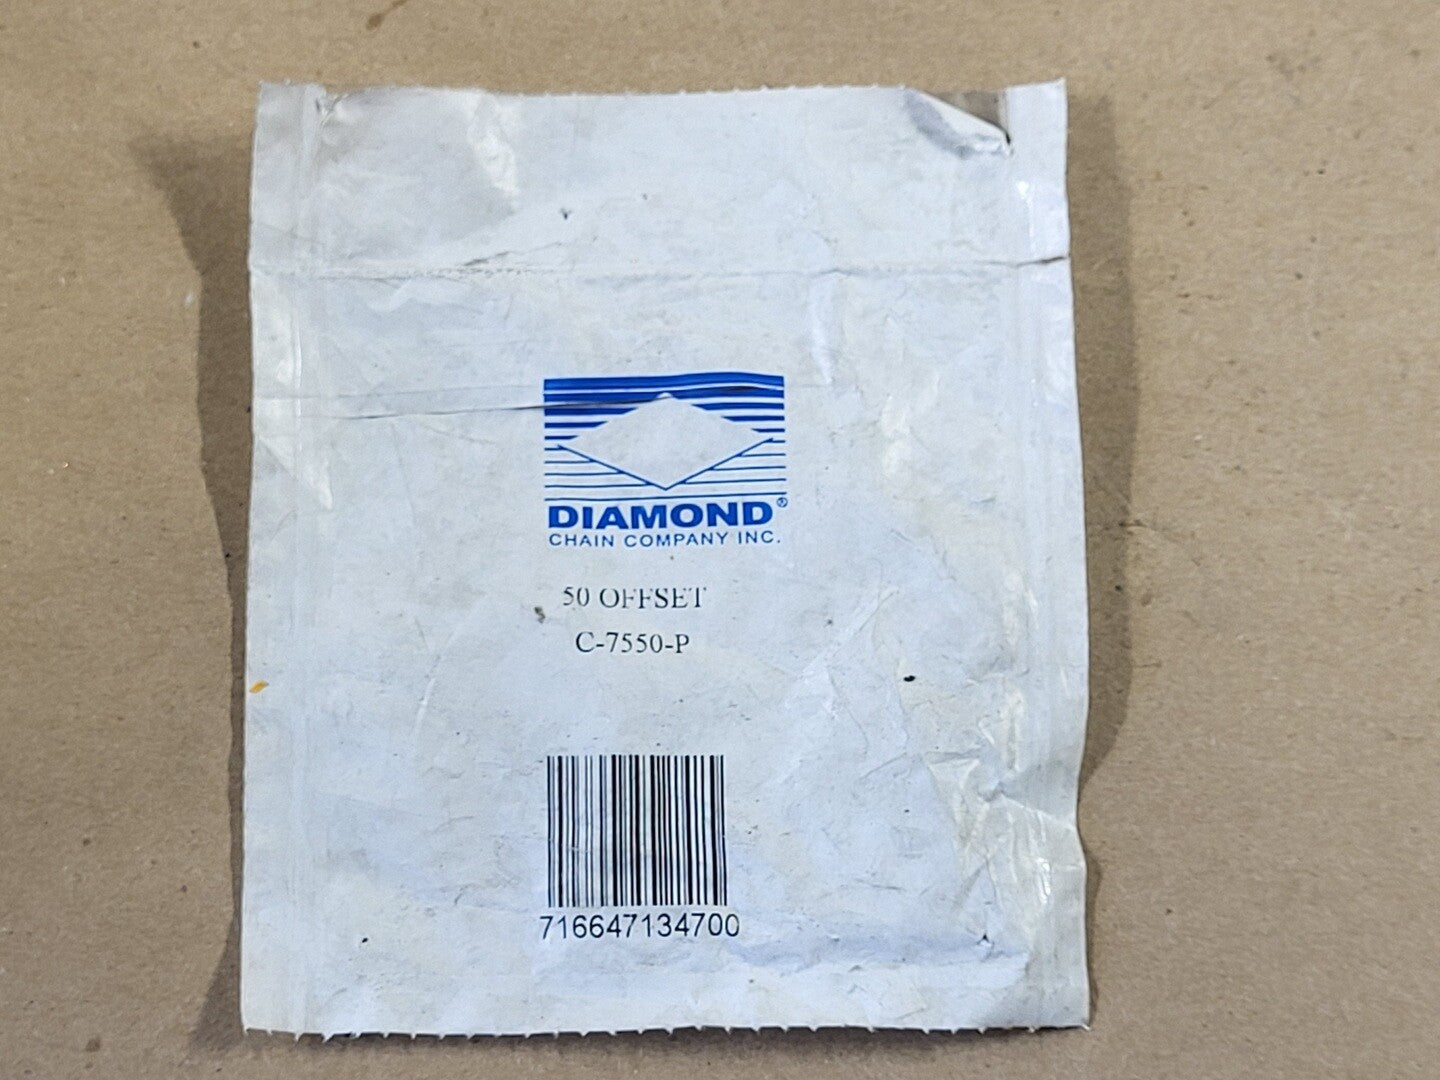 DIAMOND®
CHAIN COMPANY INC.
50 OFFSET
C-7550-P
716647134700